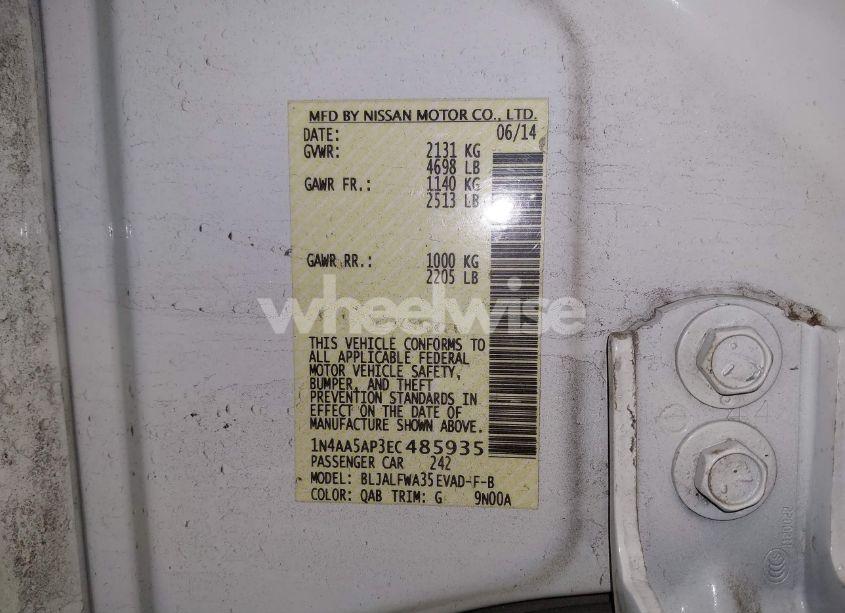 MFD BY NISSAN MOTOR CO., LTD.
DATE: 06/14
GVWR: 2131 KG
4698 LB
GAWR FR.: 1140 KG
2513 LB
GAWR RR.: 1000 KG
2205 LB
wheelwise
THIS VEHICLE CONFORMS TO
ALL APPLICABLE FEDERAL
MOTOR VEHICLE SAFETY,
BUMPER, AND THEFT
PREVENTION STANDARDS IN
EFFECT ON THE DATE OF
MANUFACTURE SHOWN ABOVE.
1N4AA5AP3EC485935
PASSENGER CAR 242
MODEL: BLJALFWA35EVAD-F-B
COLOR: QAB TRIM: G 9N00A